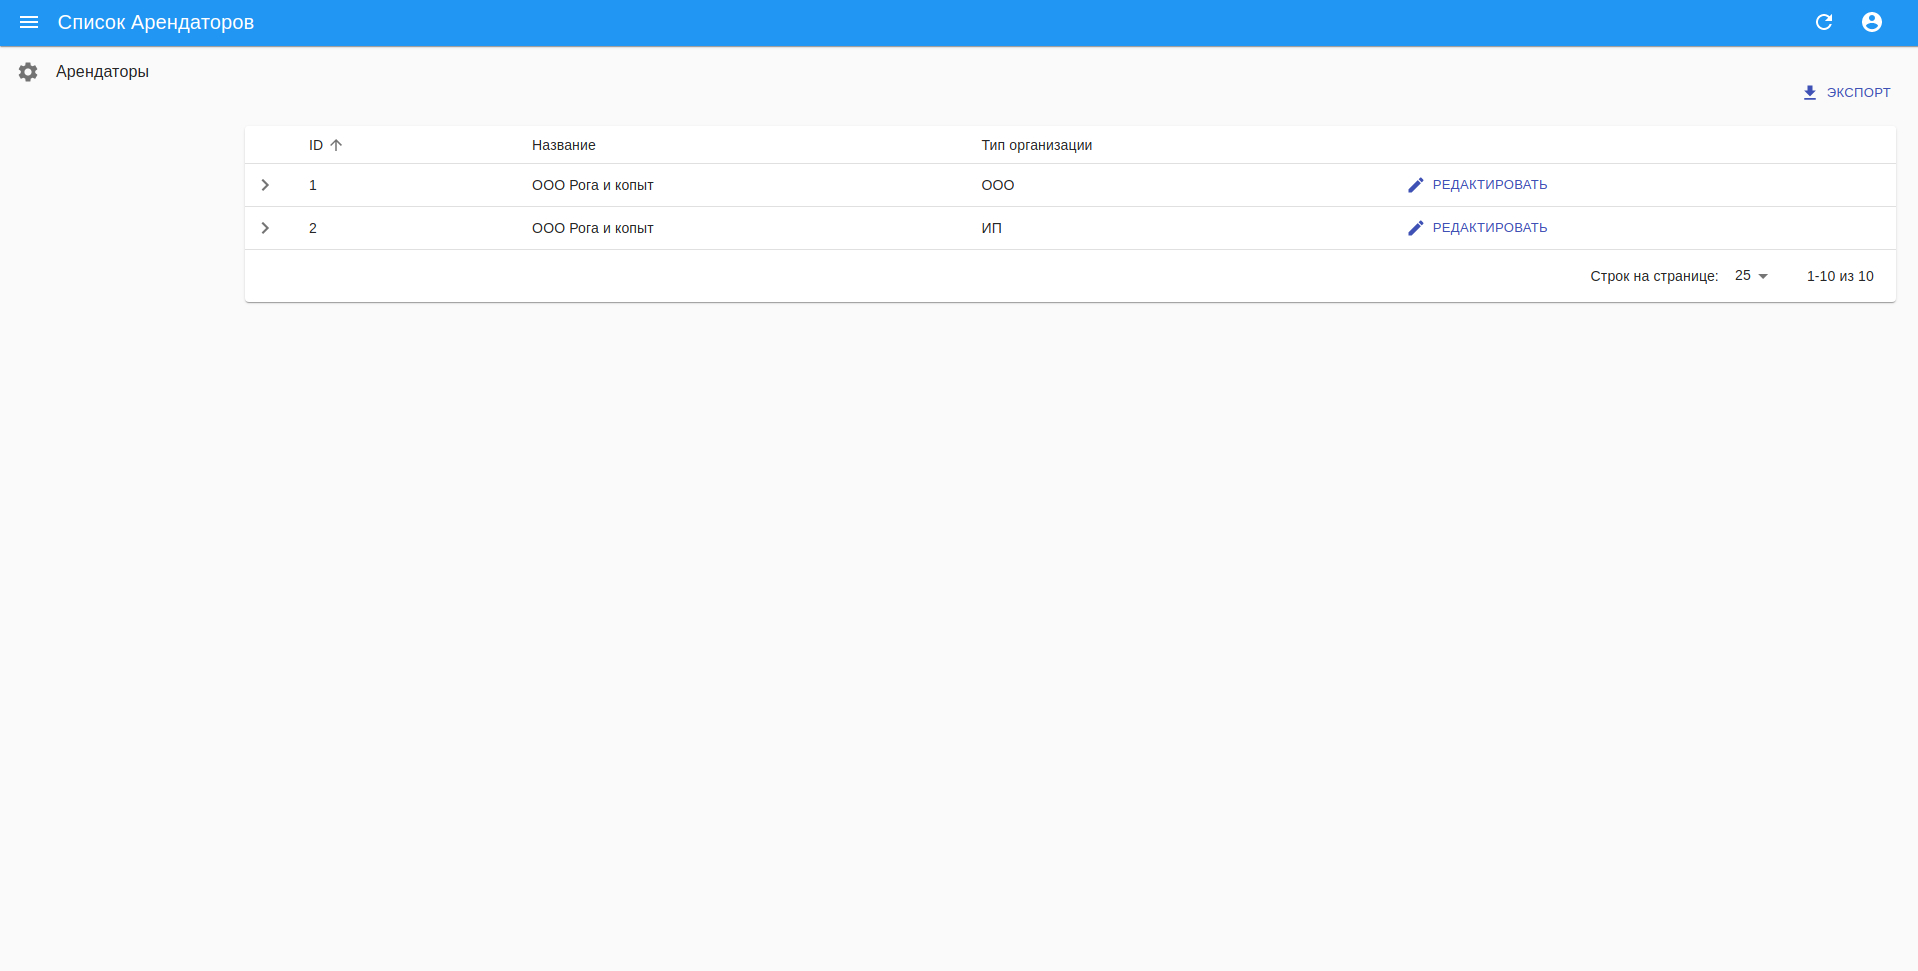 Список Арендаторов
Арендаторы
ЭКСПОРТ
ID Название Тип организации
1 ООО Рога и копыт ООО РЕДАКТИРОВАТЬ
2 ООО Рога и копыт ИП РЕДАКТИРОВАТЬ
Строк на странице: 25 1-10 из 10